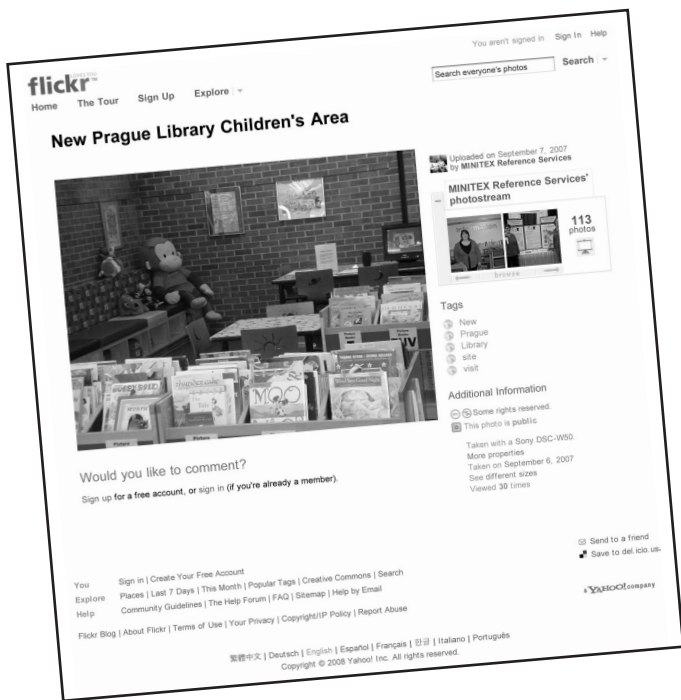 You aren't signed in Sign In Help
flickr™
Home The Tour Sign Up Explore
Search everyone's photos Search
New Prague Library Children's Area
Uploaded on September 7, 2007
by MINITEX Reference Services
MINITEX Reference Services'
photostream
113
photos
browse
Tags
New
Prague
Library
site
visit
Additional Information
Some rights reserved.
This photo is public
Taken with a Sony DSC-W50.
More properties
Taken on September 6, 2007
See different sizes
Viewed 30 times
MOO
Picture
Picture
Would you like to comment?
Sign up for a free account, or sign in (if you're already a member).
Send to a friend
Save to del.icio.us
You Sign in | Create Your Free Account
Explore Places | Last 7 Days | This Month | Popular Tags | Creative Commons | Search
Help Community Guidelines | The Help Forum | FAQ | Sitemap | Help by Email
a YAHOO! company
Flickr Blog | About Flickr | Terms of Use | Your Privacy | Copyright/IP Policy | Report Abuse
繁體中文 | Deutsch | English | Español | Français | 한글 | Italiano | Português
Copyright © 2008 Yahoo! Inc. All rights reserved.